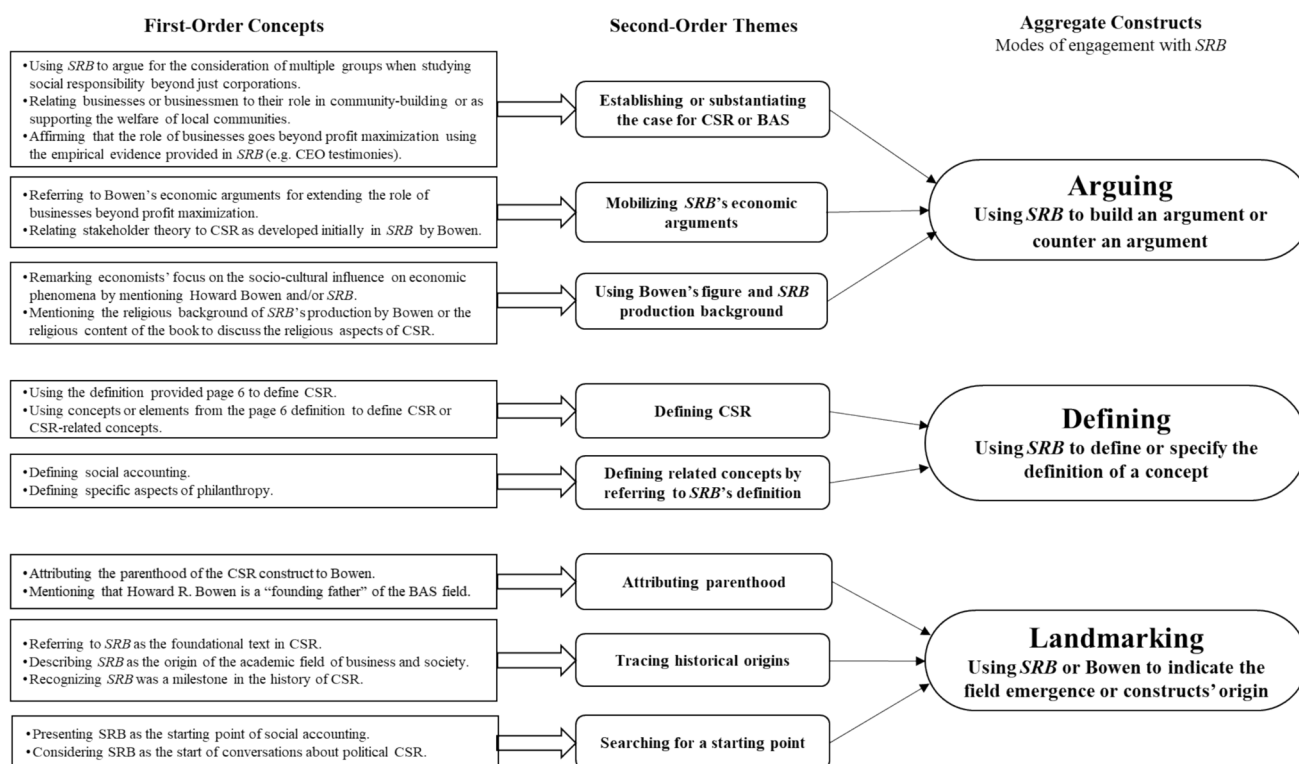 First-Order Concepts
Second-Order Themes
Aggregate Constructs
Modes of engagement with SRB
•Using SRB to argue for the consideration of multiple groups when studying
social responsibility beyond just corporations.
•Relating businesses or businessmen to their role in community-building or as
supporting the welfare of local communities.
•Affirming that the role of businesses goes beyond profit maximization using
the empirical evidence provided in SRB (e.g. CEO testimonies).
Establishing or substantiating
the case for CSR or BAS
•Referring to Bowen's economic arguments for extending the role of
businesses beyond profit maximization.
•Relating stakeholder theory to CSR as developed initially in SRB by Bowen.
Mobilizing SRB's economic
arguments
•Remarking economists' focus on the socio-cultural influence on economic
phenomena by mentioning Howard Bowen and/or SRB.
•Mentioning the religious background of SRB's production by Bowen or the
religious content of the book to discuss the religious aspects of CSR.
Using Bowen's figure and SRB
production background
Arguing
Using SRB to build an argument or
counter an argument
•Using the definition provided page 6 to define CSR.
•Using concepts or elements from the page 6 definition to define CSR or
CSR-related concepts.
Defining CSR
•Defining social accounting.
•Defining specific aspects of philanthropy.
Defining related concepts by
referring to SRB's definition
Defining
Using SRB to define or specify the
definition of a concept
•Attributing the parenthood of the CSR construct to Bowen.
•Mentioning that Howard R. Bowen is a “founding father” of the BAS field.
Attributing parenthood
•Referring to SRB as the foundational text in CSR.
•Describing SRB as the origin of the academic field of business and society.
•Recognizing SRB was a milestone in the history of CSR.
Tracing historical origins
•Presenting SRB as the starting point of social accounting.
•Considering SRB as the start of conversations about political CSR.
Searching for a starting point
Landmarking
Using SRB or Bowen to indicate the
field emergence or constructs' origin